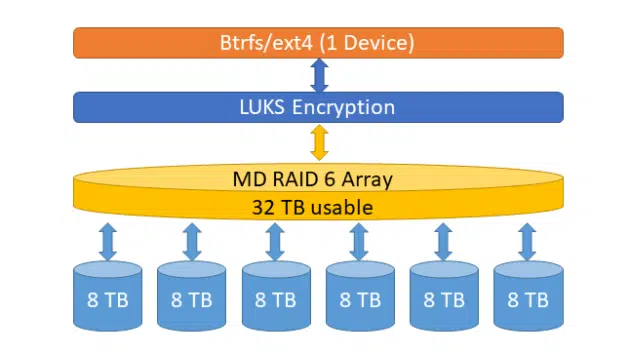 Btrfs/ext4 (1 Device)
LUKS Encryption
MD RAID 6 Array
32 TB usable
8 TB 8 TB 8 TB 8 TB 8 TB 8 TB